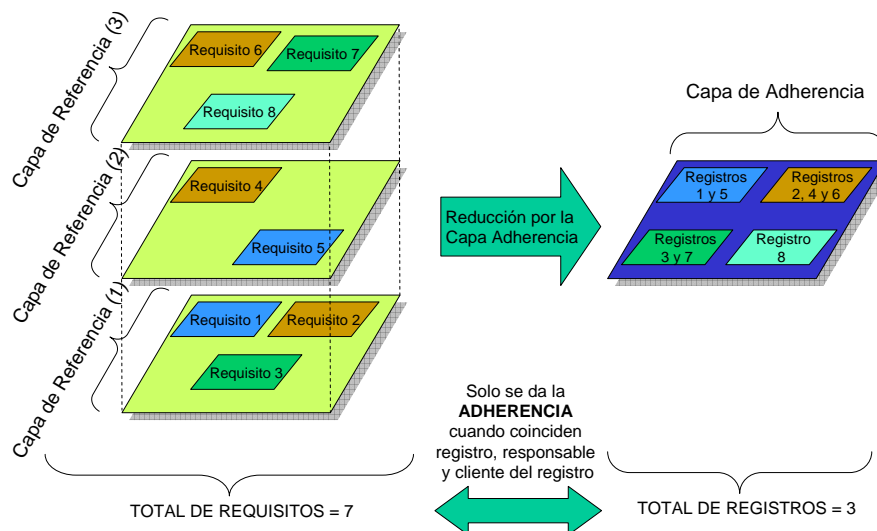 Capa de Referencia (3)
Requisito 6
Requisito 7
Requisito 8
Capa de Referencia (2)
Requisito 4
Requisito 5
Capa de Referencia (1)
Requisito 1
Requisito 2
Requisito 3
TOTAL DE REQUISITOS = 7
Reducción por la
Capa Adherencia
Solo se da la
ADHERENCIA
cuando coinciden
registro, responsable
y cliente del registro
Capa de Adherencia
Registros
1 y 5
Registros
2, 4 y 6
Registros
3 y 7
Registro
8
TOTAL DE REGISTROS = 3